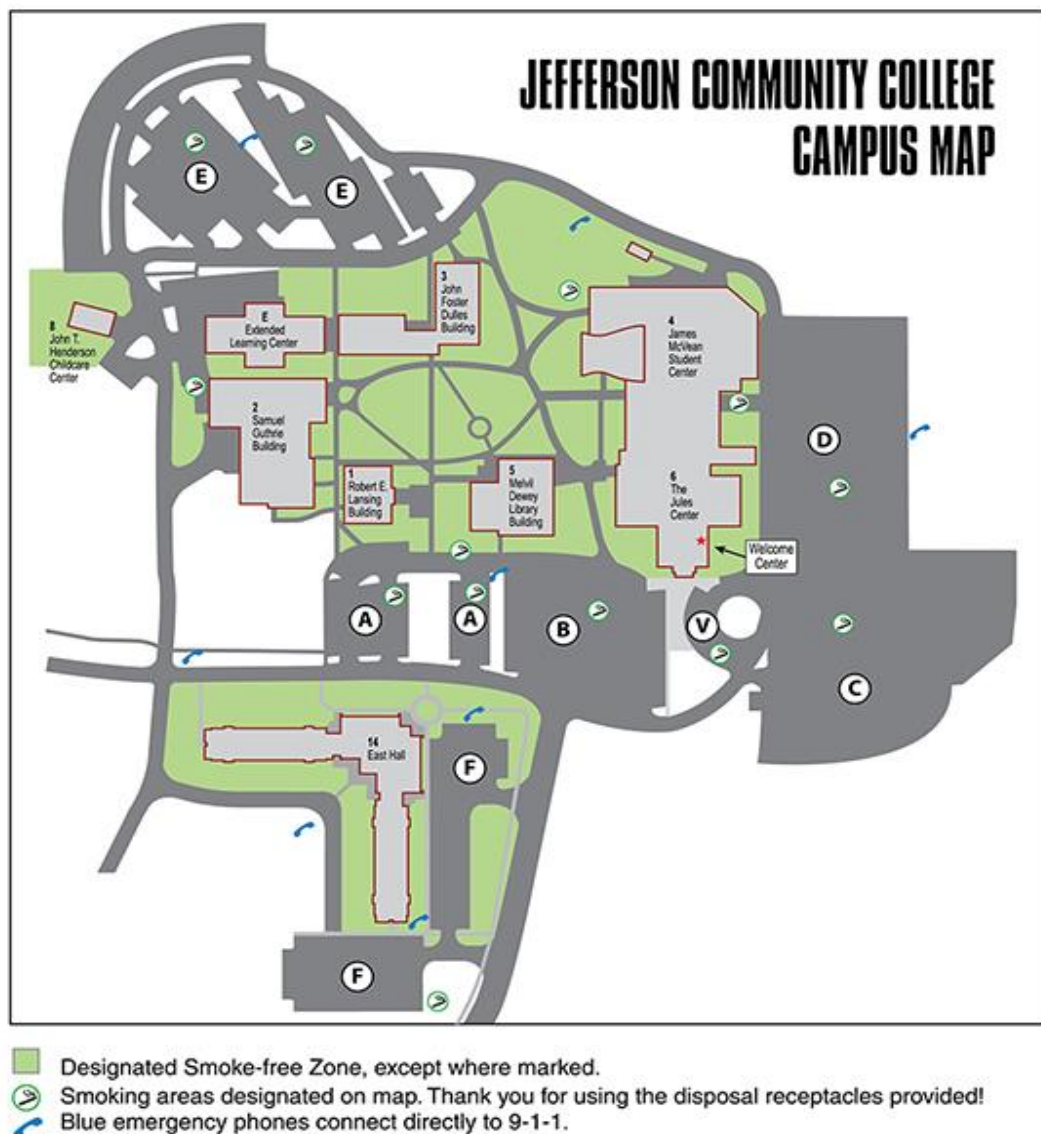 JEFFERSON COMMUNITY COLLEGE
CAMPUS MAP
E
E
3
John
Foster
Dulles
Building
E
Extended
Learning Center
8
John T.
Henderson
Childcare
Center
4
James
McVean
Student
Center
2
Samuel
Guthrie
Building
D
1
Robert E.
Lansing
Building
5
Melvil
Dewey
Library
Building
6
The
Jules
Center
Welcome
Center
A
A
B
V
C
14
East Hall
F
F
Designated Smoke-free Zone, except where marked.
Smoking areas designated on map. Thank you for using the disposal receptacles provided!
Blue emergency phones connect directly to 9-1-1.